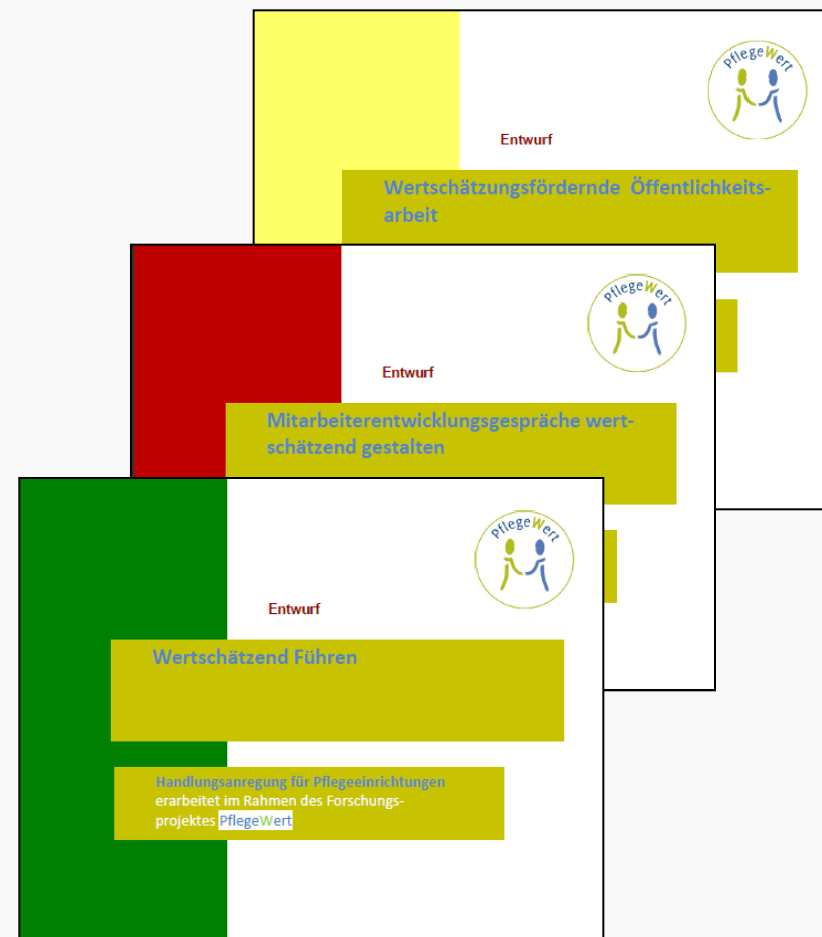 PflegeWert
Entwurf
Wertschätzungsfördernde Öffentlichkeits-
arbeit
PflegeWert
Entwurf
Mitarbeiterentwicklungsgespräche wert-
schätzend gestalten
PflegeWert
Entwurf
Wertschätzend Führen
Handlungsanregung für Pflegeeinrichtungen
erarbeitet im Rahmen des Forschungs-
projektes PflegeWert